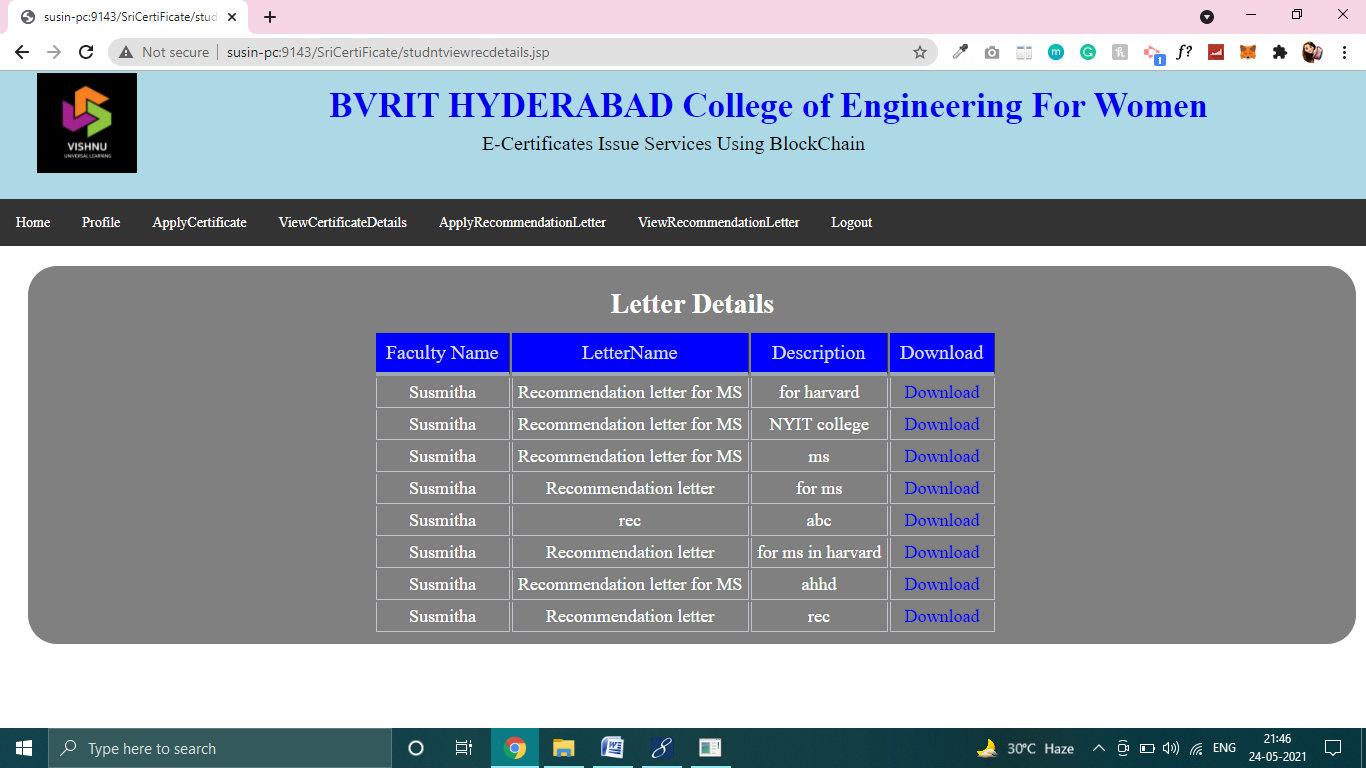 susin-pc:9143/SriCertiFicate/stud
Not secure susin-pc:9143/SriCertiFicate/studntviewrecdetails.jsp
m
1
f?
VISHNU
UNIVERSAL LEARNING
BVRIT HYDERABAD College of Engineering For Women
E-Certificates Issue Services Using BlockChain
Home Profile ApplyCertificate ViewCertificateDetails ApplyRecommendationLetter ViewRecommendationLetter Logout
Letter Details
Faculty Name LetterName Description Download
Susmitha Recommendation letter for MS for harvard Download
Susmitha Recommendation letter for MS NYIT college Download
Susmitha Recommendation letter for MS ms Download
Susmitha Recommendation letter for ms Download
Susmitha rec abc Download
Susmitha Recommendation letter for ms in harvard Download
Susmitha Recommendation letter for MS ahhd Download
Susmitha Recommendation letter rec Download
Type here to search
30°C Haze
ENG
21:46
24-05-2021